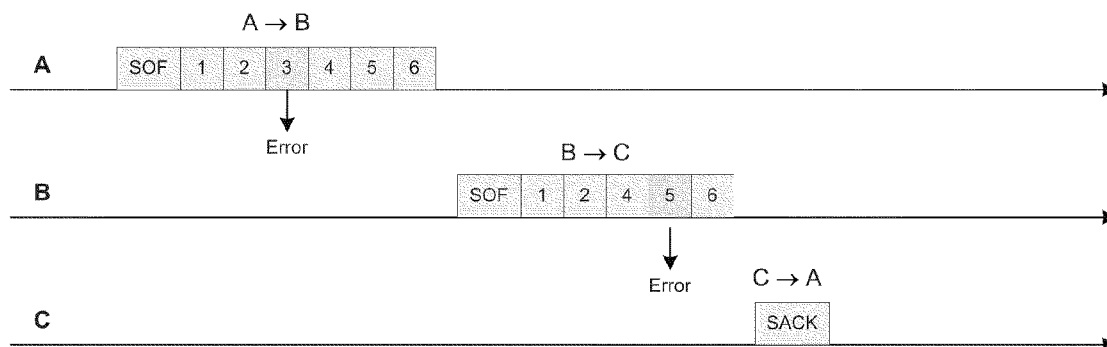 A → B
A
SOF 1 2 3 4 5 6
Error
B → C
B
SOF 1 2 4 5 6
Error
C → A
C
SACK